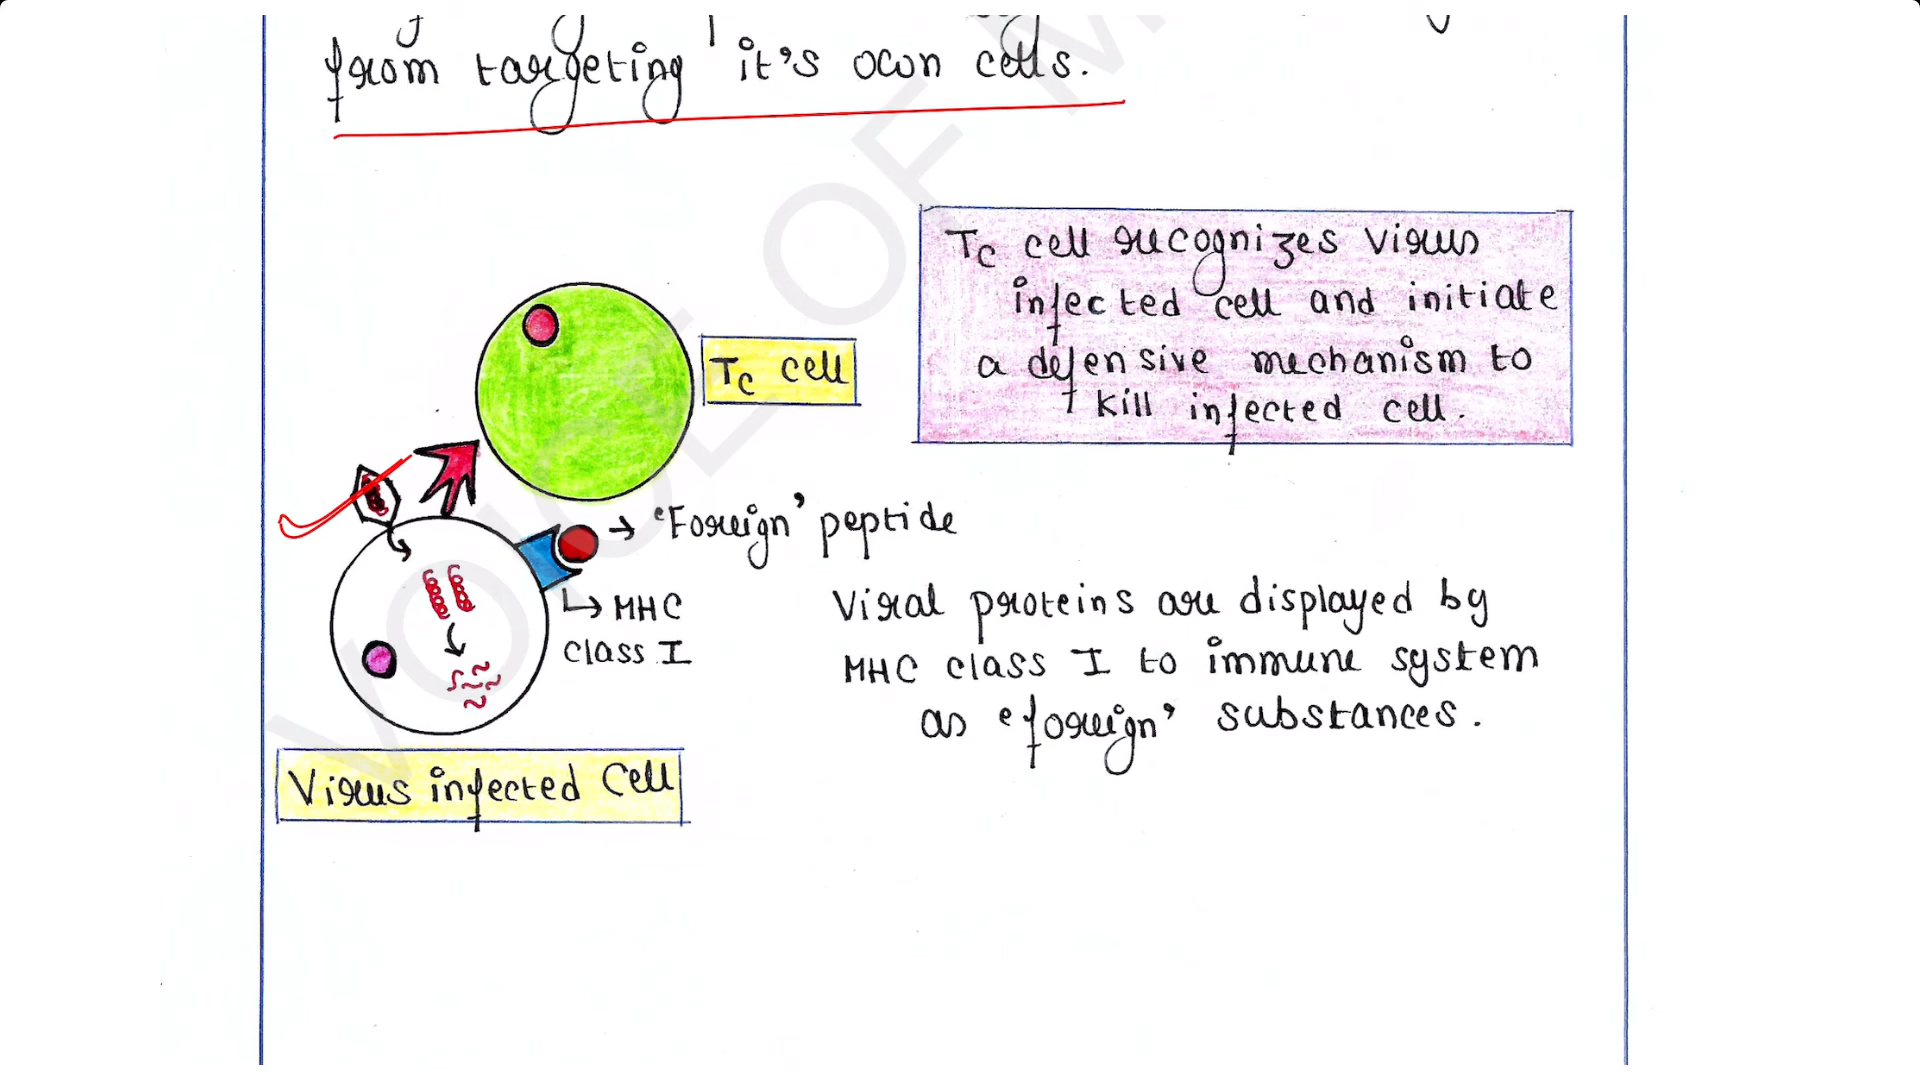 from targeting it's own cells.
Tc cell recognizes virus
infected cell and initiate
a defensive mechanism to
kill infected cell.
Tc cell
→ 'Foreign' peptide
↳ MHC
class I
Viral proteins are displayed by
MHC class I to immune system
as 'foreign' substances.
Virus infected Cell
VOICE OF